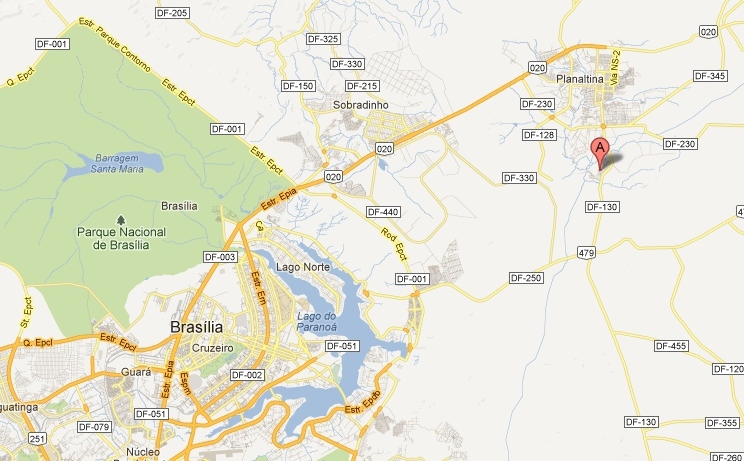 DF-205
DF-001
Estr. Parque Contorno
Q. Epct
DF-325
DF-330
DF-150
DF-215
Sobradinho
020
020
Planaltina
Via NS-2
DF-345
DF-230
DF-128
DF-230
Estr. Epct
DF-001
Estr. Epct
020
020
A
DF-330
DF-130
Barragem
Santa Maria
Estr. Epia
Brasília
Parque Nacional
de Brasília
DF-440
Rod. Epct
DF-003
Lago Norte
DF-001
DF-250
479
St. Epct
Estr. Ern
Lago do
Paranoá
Brasília
Cruzeiro
Q. Epcl
Estr. Epcl
DF-051
DF-002
Guará
Espm
Estr. Epia
Estr. Epdb
guatinga
DF-051
DF-079
251
Núcleo
DF-455
DF-120
DF-130
DF-355
DF-260